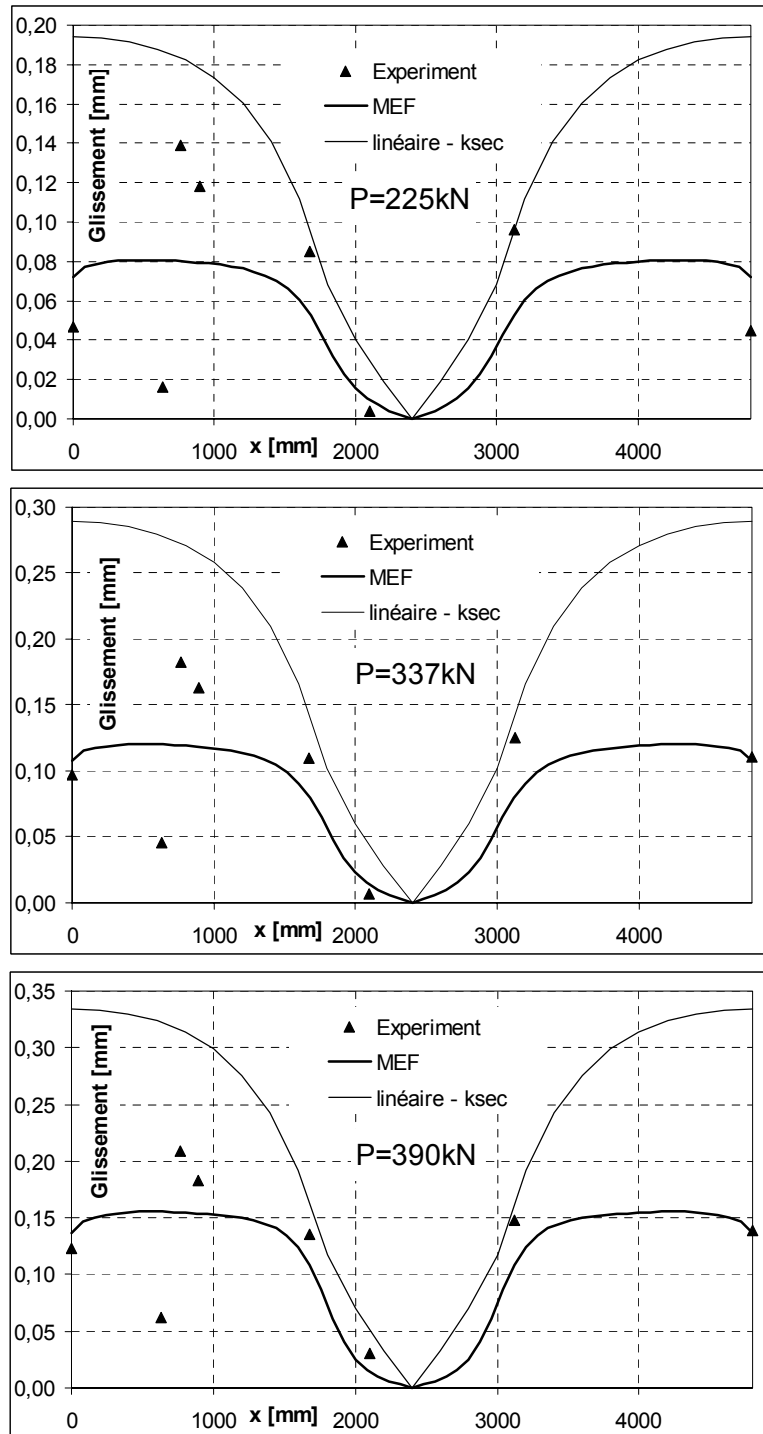 0,20
0,18
0,16
0,14
0,12
0,10
0,08
0,06
0,04
0,02
0,00
Glissement [mm]
Experiment
MEF
linéaire - ksec
P=225kN
0 1000 2000 3000 4000
x [mm]
0,30
0,25
0,20
0,15
0,10
0,05
0,00
Glissement [mm]
Experiment
MEF
linéaire - ksec
P=337kN
0 1000 2000 3000 4000
x [mm]
0,35
0,30
0,25
0,20
0,15
0,10
0,05
0,00
Glissement [mm]
Experiment
MEF
linéaire - ksec
P=390kN
0 1000 2000 3000 4000
x [mm]